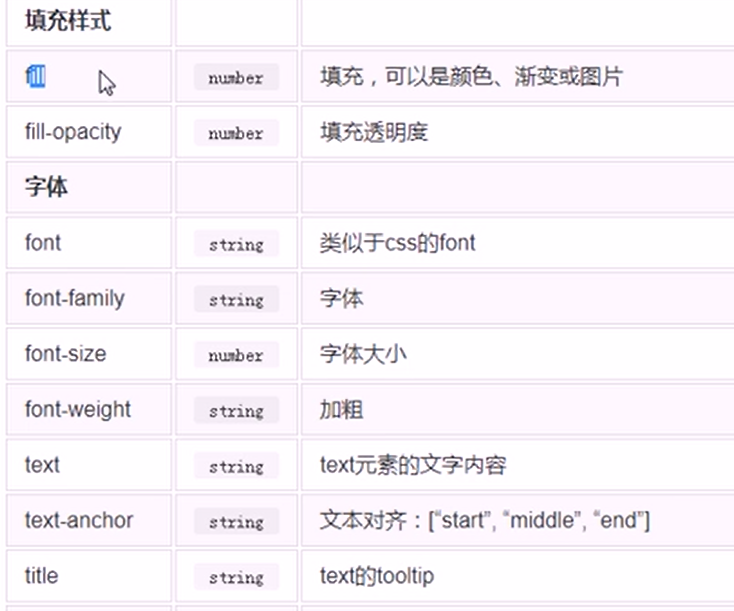 填充样式
fill number 填充，可以是颜色、渐变或图片
fill-opacity number 填充透明度
字体
font string 类似于css的font
font-family string 字体
font-size number 字体大小
font-weight string 加粗
text string text元素的文字内容
text-anchor string 文本对齐：[“start”, “middle”, “end”]
title string text的tooltip